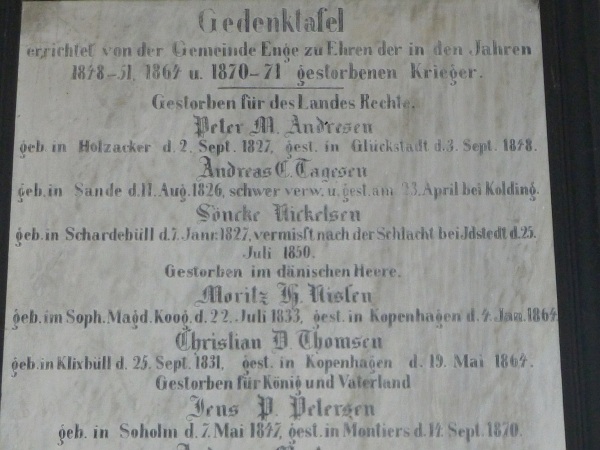 Gedenktafel
errichtet von der Gemeinde Enge zu Ehren der in den Jahren
1848-51, 1864 u. 1870-71 gestorbenen Krieger.
Gestorben für des Landes Rechte.
Peter M. Andresen
geb. in Holzacker d. 2. Sept. 1827, gest. in Glückstadt d. 3. Sept. 1848.
Andreas C. Tagesen
geb. in Sande d. 11. Aug. 1826, schwer verw. u. gest. am 23. April bei Kolding.
Söncke Nickelsen
geb. in Schardebüll d. 7. Janr. 1827, vermisst nach der Schlacht bei Jdstedt d. 25.
Juli 1850.
Gestorben im dänischen Heere.
Moritz H. Nissen
geb. im Soph. Magd. Koog. d. 22. Juli 1833, gest. in Kopenhagen d. 4. Jan. 1864
Christian D Thomsen
geb. in Klixbüll d. 25. Sept. 1831, gest. in Kopenhagen d. 19. Mai 1864.
Gestorben für König und Vaterland
Jens P. Petersen
geb. in Soholm d. 7. Mai 1847, gest. in Montiers d. 14. Sept. 1870.